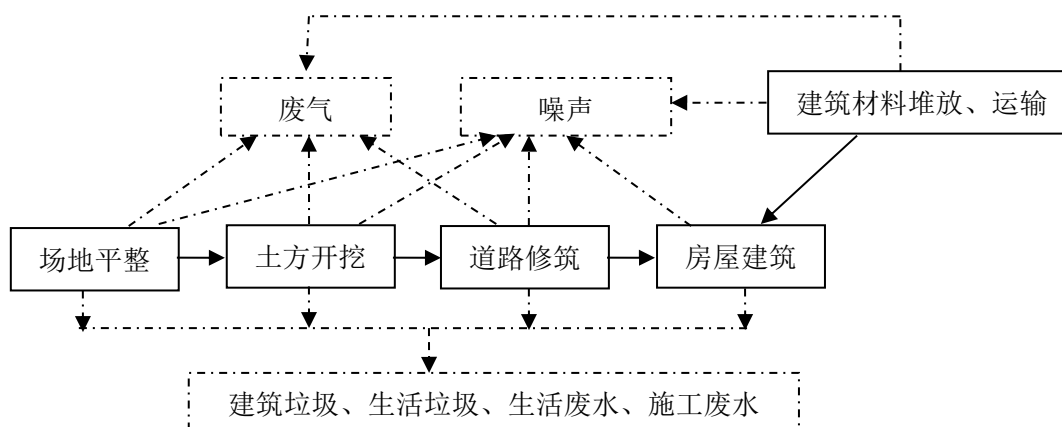 废气
噪声
建筑材料堆放、运输
场地平整
土方开挖
道路修筑
房屋建筑
建筑垃圾、生活垃圾、生活废水、施工废水